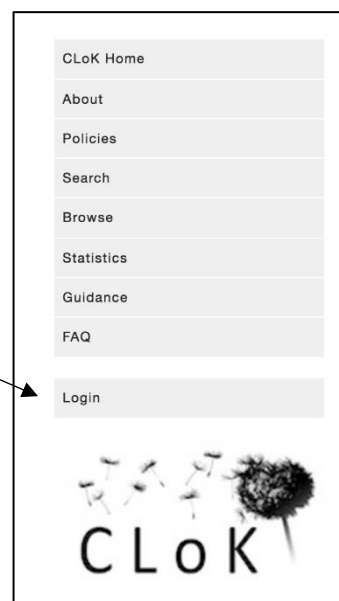 CLoK Home
About
Policies
Search
Browse
Statistics
Guidance
FAQ
Login
CLoK